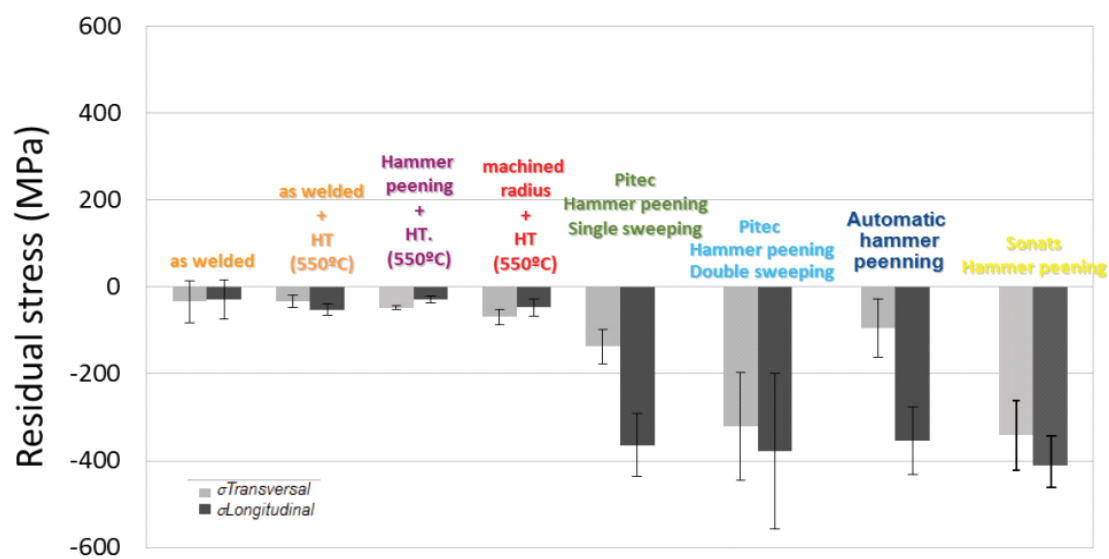 Residual stress (MPa)
600
400
200
0
-200
-400
-600
as welded
as welded
+
HT
(550ºC)
Hammer
peening
+
HT.
(550ºC)
machined
radius
+
HT
(550ºC)
Pitec
Hammer peening
Single sweeping
Pitec
Hammer peening
Double sweeping
Automatic
hammer
peenning
Sonats
Hammer peening
σTransversal
σLongitudinal